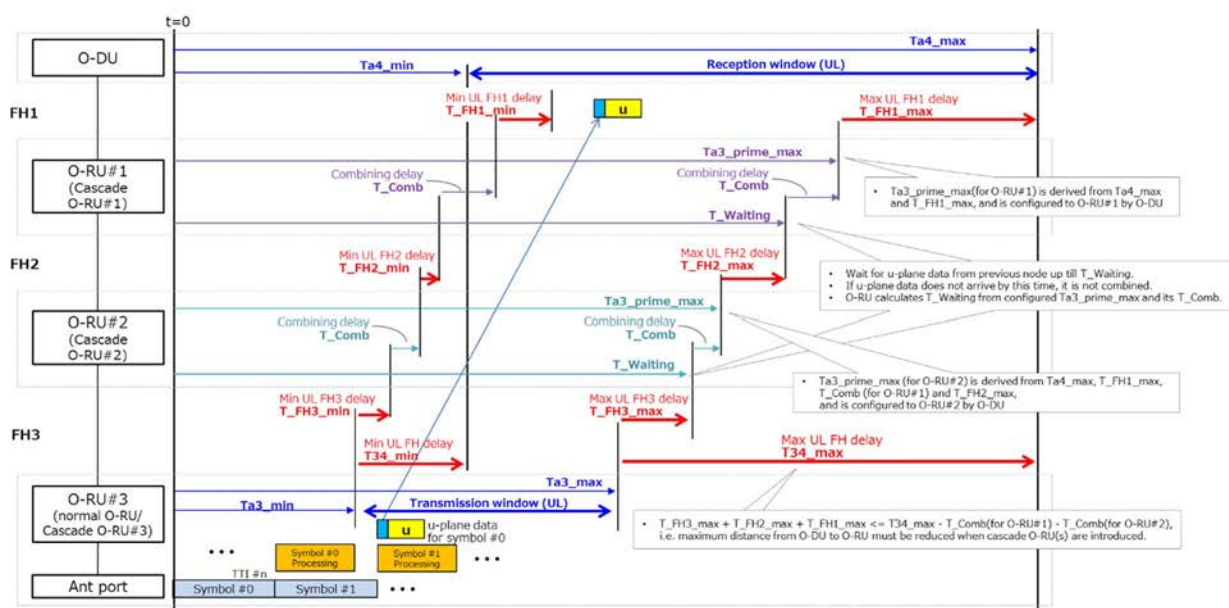 t=0
O-DU
Ta4_max
Ta4_min
Reception window (UL)
FH1
Min UL FH1 delay
T_FH1_min
u
Max UL FH1 delay
T_FH1_max
O-RU#1
(Cascade
O-RU#1)
Ta3_prime_max
Combining delay
T_Comb
Combining delay
T_Comb
T_Waiting
• Ta3_prime_max(for O-RU#1) is derived from Ta4_max
and T_FH1_max, and is configured to O-RU#1 by O-DU
FH2
Min UL FH2 delay
T_FH2_min
Max UL FH2 delay
T_FH2_max
• Wait for u-plane data from previous node up till T_Waiting.
• If u-plane data does not arrive by this time, it is not combined.
• O-RU calculates T_Waiting from configured Ta3_prime_max and its T_Comb.
O-RU#2
(Cascade
O-RU#2)
Ta3_prime_max
Combining delay
T_Comb
Combining delay
T_Comb
T_Waiting
• Ta3_prime_max (for O-RU#2) is derived from Ta4_max, T_FH1_max,
T_Comb (for O-RU#1) and T_FH2_max,
and is configured to O-RU#2 by O-DU
FH3
Min UL FH3 delay
T_FH3_min
Max UL FH3 delay
T_FH3_max
Min UL FH delay
T34_min
Max UL FH delay
T34_max
O-RU#3
(normal O-RU/
Cascade O-RU#3)
Ta3_max
Ta3_min
Transmission window (UL)
u
u-plane data
for symbol #0
• T_FH3_max + T_FH2_max + T_FH1_max <= T34_max - T_Comb(for O-RU#1) - T_Comb(for O-RU#2),
i.e. maximum distance from O-DU to O-RU must be reduced when cascade O-RU(s) are introduced.
• • •
Symbol #0
Processing
Symbol #1
Processing
• • •
TTI #n
Ant port
Symbol #0
Symbol #1
• • •